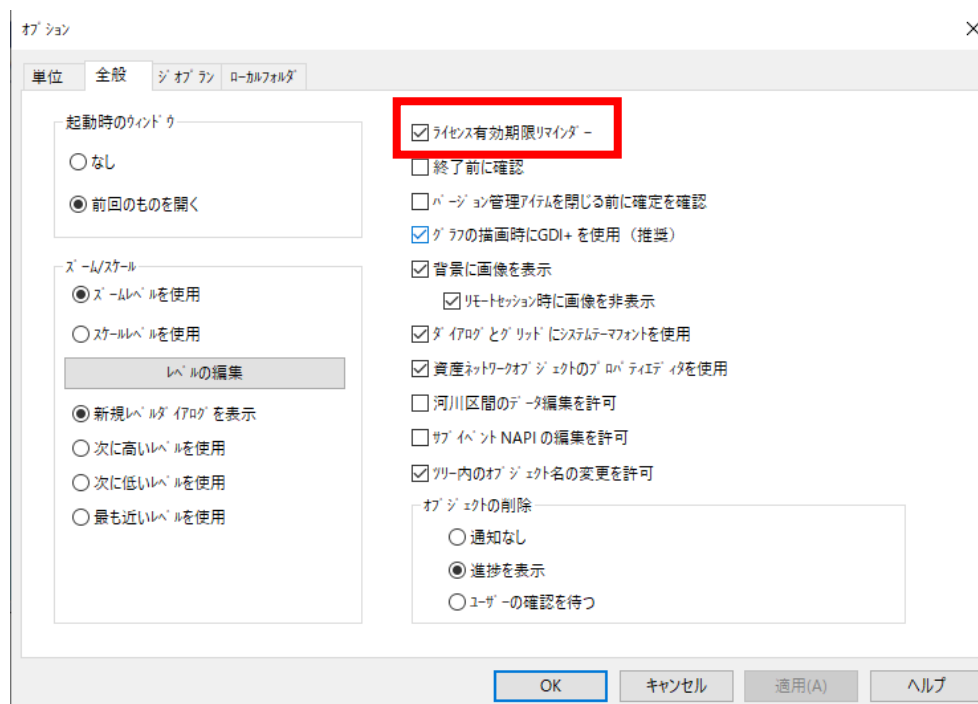 ｵﾌﾟｼｮﾝ
単位 全般 ｼﾞｵﾌﾟﾗﾝ ﾛｰｶﾙﾌｫﾙﾀﾞ
起動時のｳｨﾝﾄﾞｳ
なし
前回のものを開く
ｽﾞｰﾑ/ｽｹｰﾙ
ｽﾞｰﾑﾚﾍﾞﾙを使用
ｽｹｰﾙﾚﾍﾞﾙを使用
ﾚﾍﾞﾙの編集
新規ﾚﾍﾞﾙﾀﾞｲｱﾛｸﾞを表示
次に高いﾚﾍﾞﾙを使用
次に低いﾚﾍﾞﾙを使用
最も近いﾚﾍﾞﾙを使用
ﾗｲｾﾝｽ有効期限ﾘﾏｲﾝﾀﾞｰ
終了前に確認
ﾊﾞｰｼﾞｮﾝ管理ｱｲﾃﾑを閉じる前に確定を確認
ｸﾞﾗﾌの描画時にGDI+ を使用（推奨）
背景に画像を表示
ﾘﾓｰﾄｾｯｼｮﾝ時に画像を非表示
ﾀﾞｲｱﾛｸﾞとｸﾞﾘｯﾄﾞにｼｽﾃﾑﾃｰﾏﾌｫﾝﾄを使用
資産ﾈｯﾄﾜｰｸｵﾌﾞｼﾞｪｸﾄのﾌﾟﾛﾊﾟﾃｨｴﾃﾞｨﾀを使用
河川区間のﾃﾞｰﾀ編集を許可
ｻﾌﾞｲﾍﾞﾝﾄ NAPI の編集を許可
ﾂﾘｰ内のｵﾌﾞｼﾞｪｸﾄ名の変更を許可
ｵﾌﾞｼﾞｪｸﾄの削除
通知なし
進捗を表示
ﾕｰｻﾞｰの確認を待つ
OK キャンセル 適用(A) ヘルプ